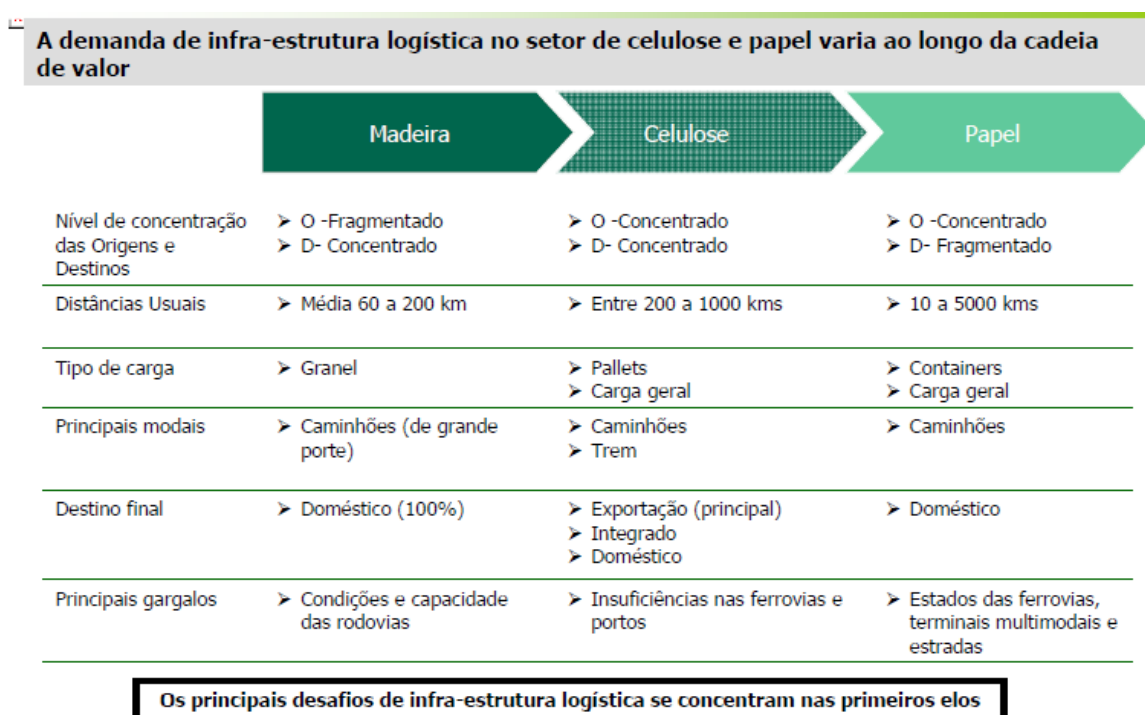 A demanda de infra-estrutura logística no setor de celulose e papel varia ao longo da cadeia
de valor
Madeira
Celulose
Papel
Nível de concentração
das Origens e
Destinos
➢ O -Fragmentado
➢ D- Concentrado
➢ O -Concentrado
➢ D- Concentrado
➢ O -Concentrado
➢ D- Fragmentado
Distâncias Usuais
➢ Média 60 a 200 km
➢ Entre 200 a 1000 kms
➢ 10 a 5000 kms
Tipo de carga
➢ Granel
➢ Pallets
➢ Carga geral
➢ Containers
➢ Carga geral
Principais modais
➢ Caminhões (de grande
porte)
➢ Caminhões
➢ Trem
➢ Caminhões
Destino final
➢ Doméstico (100%)
➢ Exportação (principal)
➢ Integrado
➢ Doméstico
➢ Doméstico
Principais gargalos
➢ Condições e capacidade
das rodovias
➢ Insuficiências nas ferrovias e
portos
➢ Estados das ferrovias,
terminais multimodais e
estradas
Os principais desafios de infra-estrutura logística se concentram nas primeiros elos